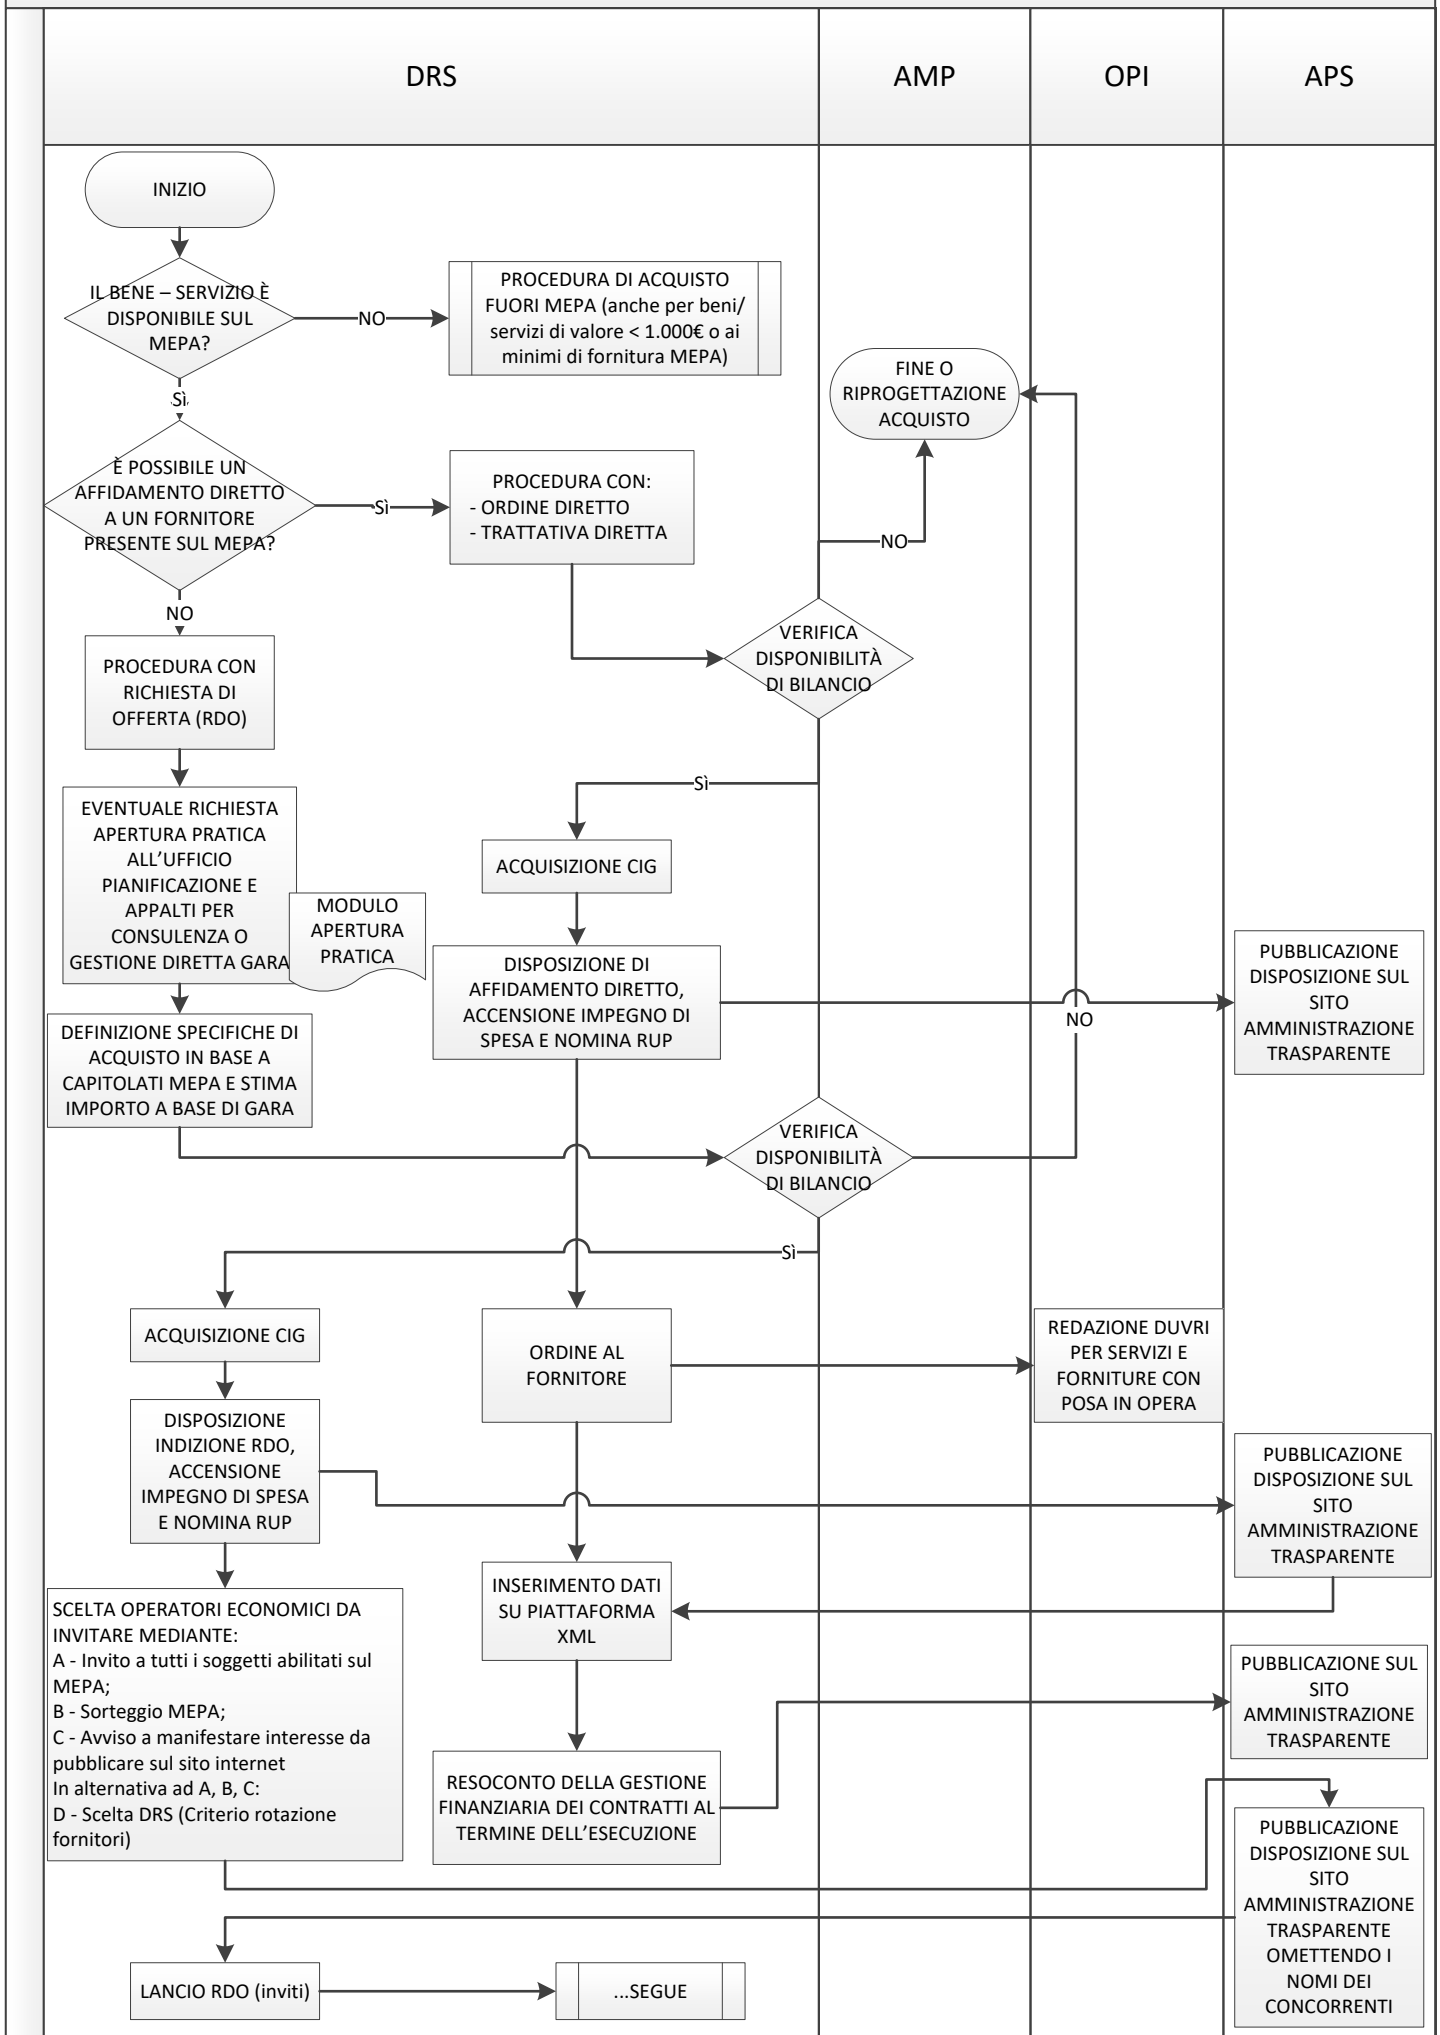 DRS
AMP
OPI
APS
INIZIO
IL BENE – SERVIZIO È
DISPONIBILE SUL
MEPA?
NO
PROCEDURA DI ACQUISTO
FUORI MEPA (anche per beni/
servizi di valore < 1.000€ o ai
minimi di fornitura MEPA)
FINE O
RIPROGETTAZIONE
ACQUISTO
Sì
È POSSIBILE UN
AFFIDAMENTO DIRETTO
A UN FORNITORE
PRESENTE SUL MEPA?
Sì
PROCEDURA CON:
- ORDINE DIRETTO
- TRATTATIVA DIRETTA
NO
NO
VERIFICA
DISPONIBILITÀ
DI BILANCIO
PROCEDURA CON
RICHIESTA DI
OFFERTA (RDO)
Sì
EVENTUALE RICHIESTA
APERTURA PRATICA
ALL’UFFICIO
PIANIFICAZIONE E
APPALTI PER
CONSULENZA O
GESTIONE DIRETTA GARA
MODULO
APERTURA
PRATICA
ACQUISIZIONE CIG
DISPOSIZIONE DI
AFFIDAMENTO DIRETTO,
ACCENSIONE IMPEGNO DI
SPESA E NOMINA RUP
NO
PUBBLICAZIONE
DISPOSIZIONE SUL
SITO
AMMINISTRAZIONE
TRASPARENTE
DEFINIZIONE SPECIFICHE DI
ACQUISTO IN BASE A
CAPITOLATI MEPA E STIMA
IMPORTO A BASE DI GARA
VERIFICA
DISPONIBILITÀ
DI BILANCIO
Sì
ACQUISIZIONE CIG
ORDINE AL
FORNITORE
REDAZIONE DUVRI
PER SERVIZI E
FORNITURE CON
POSA IN OPERA
DISPOSIZIONE
INDIZIONE RDO,
ACCENSIONE
IMPEGNO DI SPESA
E NOMINA RUP
PUBBLICAZIONE
DISPOSIZIONE SUL
SITO
AMMINISTRAZIONE
TRASPARENTE
INSERIMENTO DATI
SU PIATTAFORMA
XML
SCELTA OPERATORI ECONOMICI DA
INVITARE MEDIANTE:
A - Invito a tutti i soggetti abilitati sul
MEPA;
B - Sorteggio MEPA;
C - Avviso a manifestare interesse da
pubblicare sul sito internet
In alternativa ad A, B, C:
D - Scelta DRS (Criterio rotazione
fornitori)
PUBBLICAZIONE SUL
SITO
AMMINISTRAZIONE
TRASPARENTE
RESOCONTO DELLA GESTIONE
FINANZIARIA DEI CONTRATTI AL
TERMINE DELL’ESECUZIONE
PUBBLICAZIONE
DISPOSIZIONE SUL
SITO
AMMINISTRAZIONE
TRASPARENTE
OMETTENDO I
NOMI DEI
CONCORRENTI
LANCIO RDO (inviti)
...SEGUE